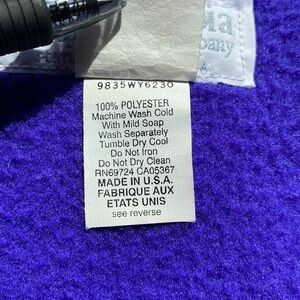 pany
9835WY6230
100% POLYESTER
Machine Wash Cold
With Mild Soap
Wash Separately
Tumble Dry Cool
Do Not Iron
Do Not Dry Clean
RN69724 CA05367
MADE IN U.S.A.
FABRIQUE AUX
ETATS UNIS
see reverse